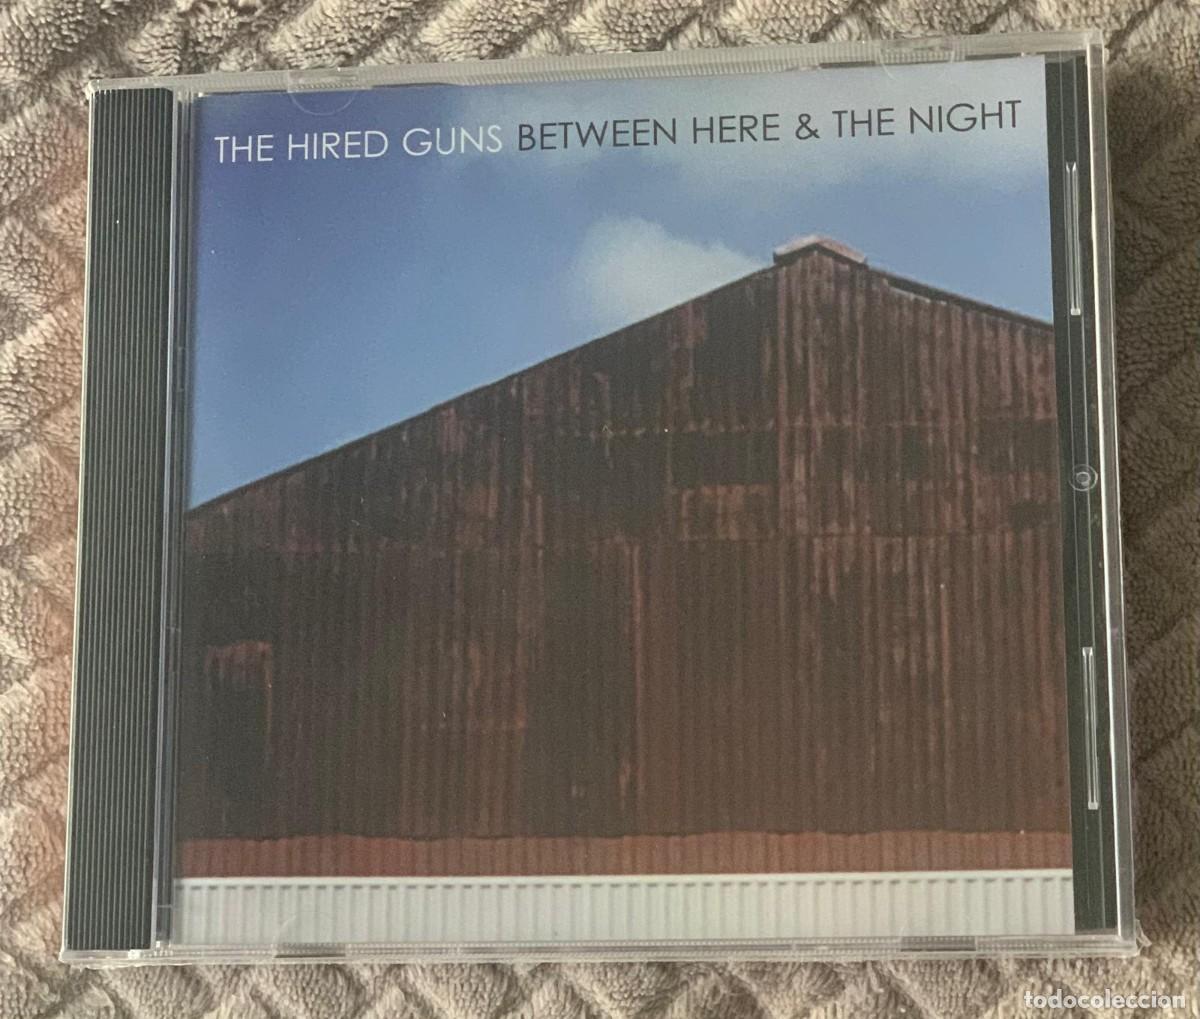 THE HIRED GUNS BETWEEN HERE & THE NIGHT
todocoleccion